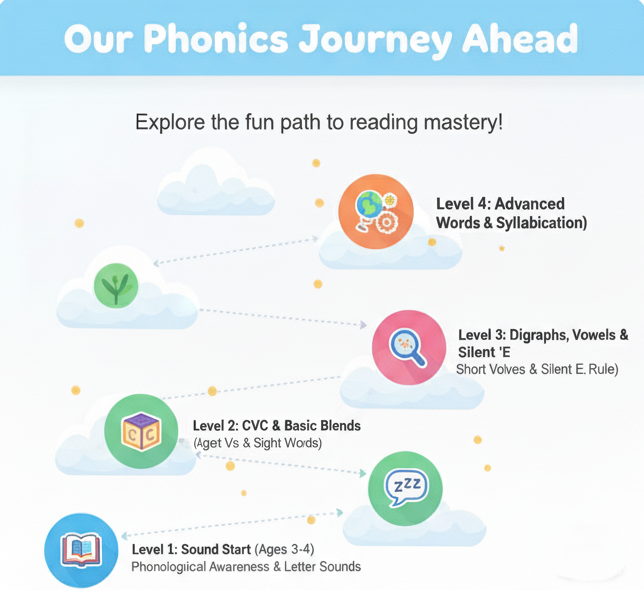 Our Phonics Journey Ahead
Explore the fun path to reading mastery!
Level 4: Advanced
Words & Syllabication)
Level 3: Digraphs, Vowels &
Silent 'E
Short Volves & Silent E. Rule)
C C
Level 2: CVC & Basic Blends
(Aget Vs & Sight Words)
zzz
Level 1: Sound Start (Ages 3-4)
Phonologiical Awareness & Letter Sounds